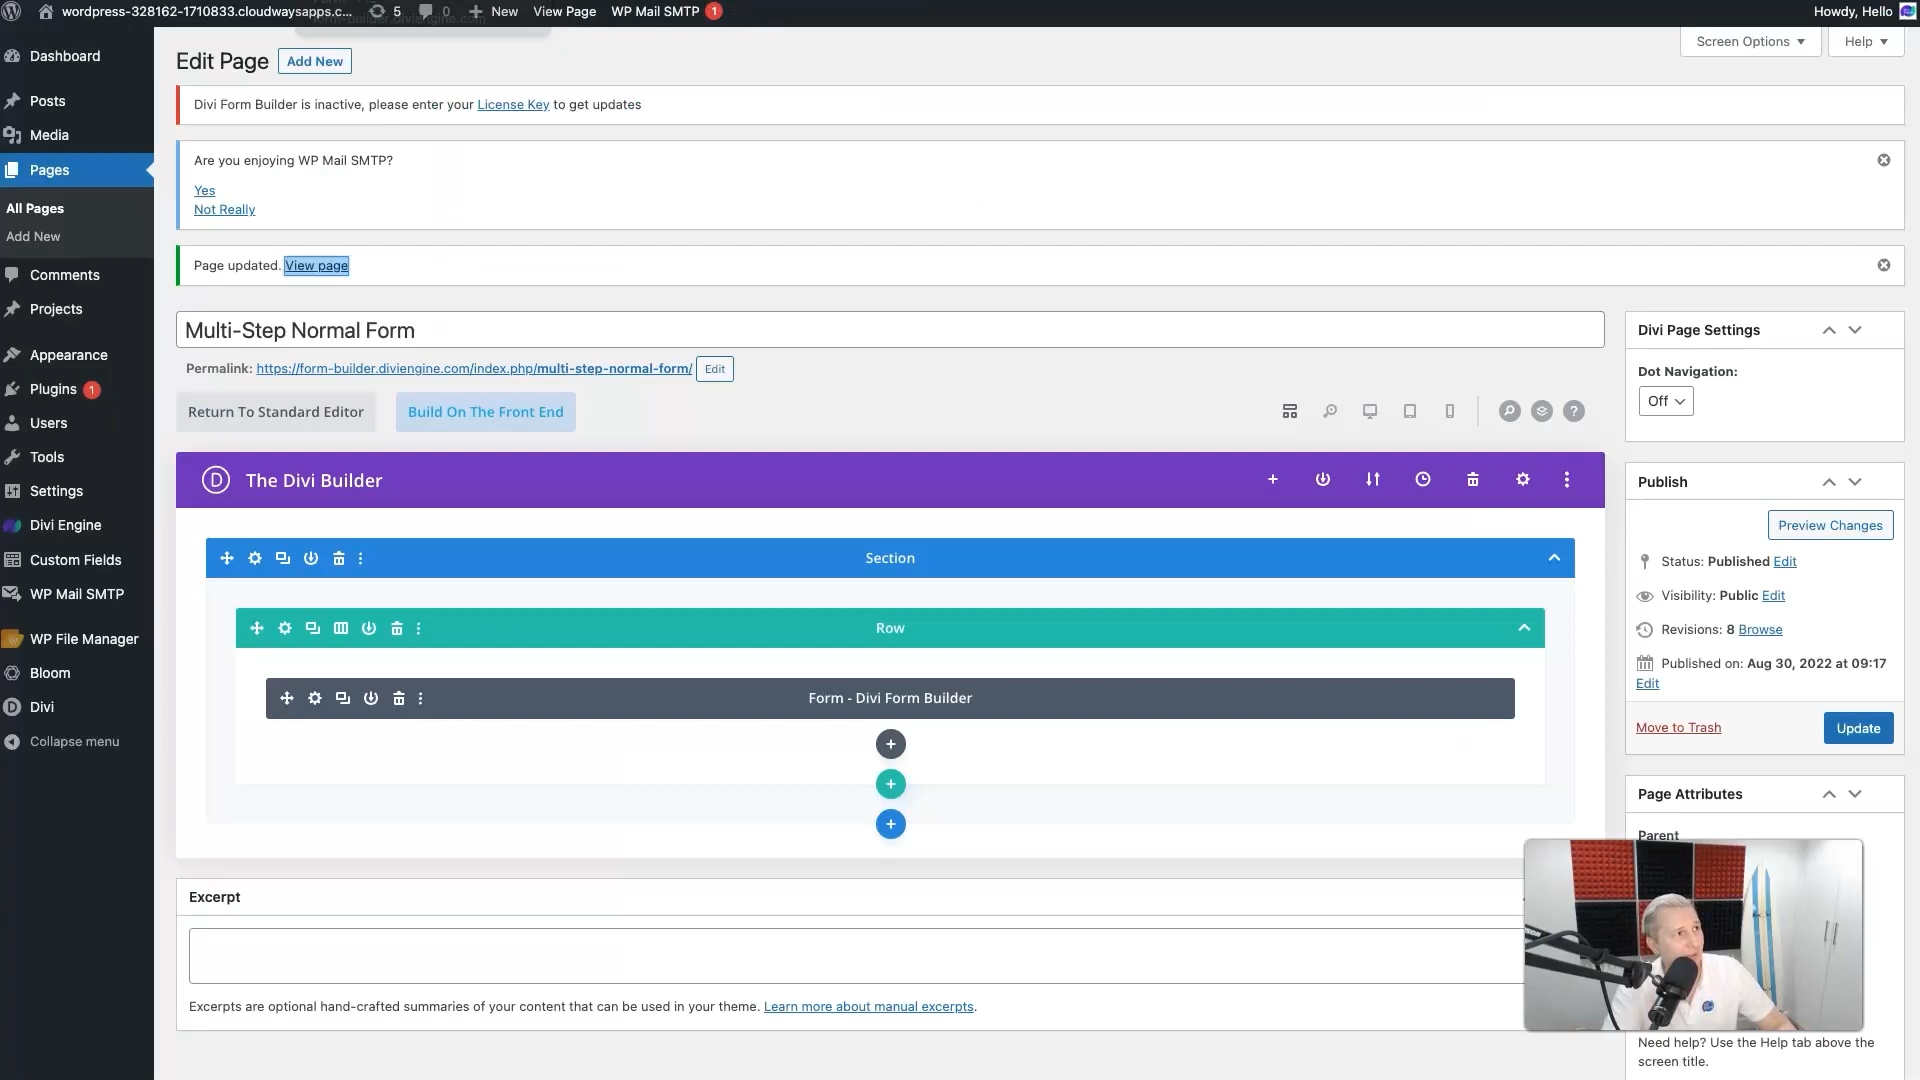 wordpress-328162-1710833.cloudwaysapps.c...
5
0
New
View Page
WP Mail SMTP 1
Howdy, Hello
Dashboard
Posts
Media
Pages
All Pages
Add New
Comments
Projects
Appearance
Plugins 1
Users
Tools
Settings
Divi Engine
Custom Fields
WP Mail SMTP
WP File Manager
Bloom
Divi
Collapse menu
Screen Options
Help
Edit Page
Add New
Divi Form Builder is inactive, please enter your License Key to get updates
Are you enjoying WP Mail SMTP?
Yes
Not Really
Page updated. View page
Multi-Step Normal Form
Permalink: https://form-builder.diviengine.com/index.php/multi-step-normal-form/ Edit
Return To Standard Editor
Build On The Front End
The Divi Builder
Section
Row
Form - Divi Form Builder
Excerpt
Excerpts are optional hand-crafted summaries of your content that can be used in your theme. Learn more about manual excerpts.
Divi Page Settings
Dot Navigation:
Off
Publish
Preview Changes
Status: Published Edit
Visibility: Public Edit
Revisions: 8 Browse
Published on: Aug 30, 2022 at 09:17
Edit
Move to Trash
Update
Page Attributes
Parent
Need help? Use the Help tab above the
screen title.